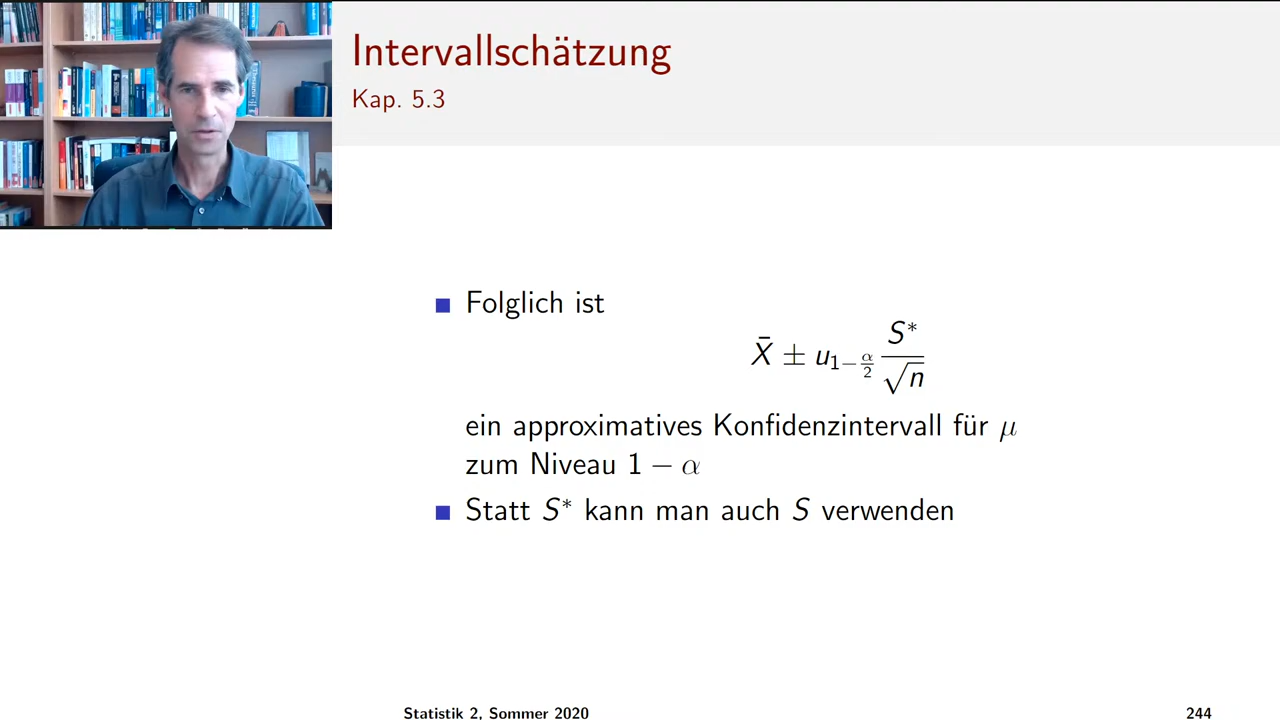 Intervallschätzung
Kap. 5.3
Folglich ist
X̄ ± u_{1−α/2} S*/√n
ein approximatives Konfidenzintervall für μ
zum Niveau 1 − α
Statt S* kann man auch S verwenden
Statistik 2, Sommer 2020
244